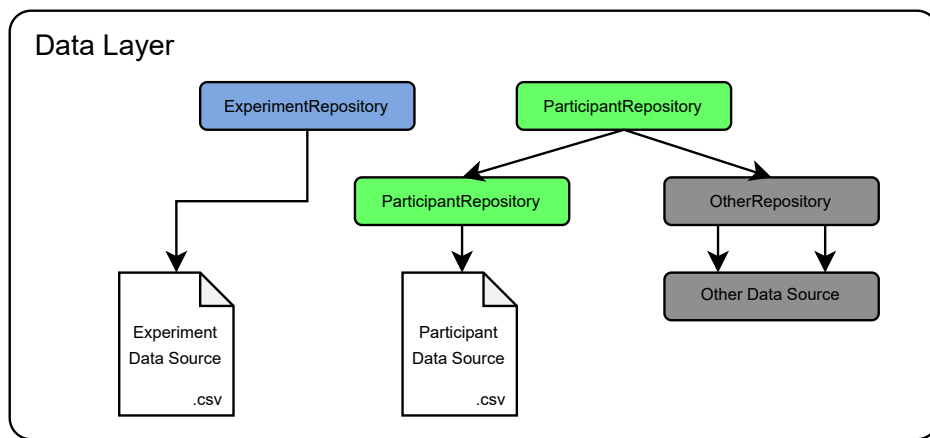 Data Layer
ExperimentRepository
ParticipantRepository
ParticipantRepository
OtherRepository
Other Data Source
Experiment
Data Source
.csv
Participant
Data Source
.csv